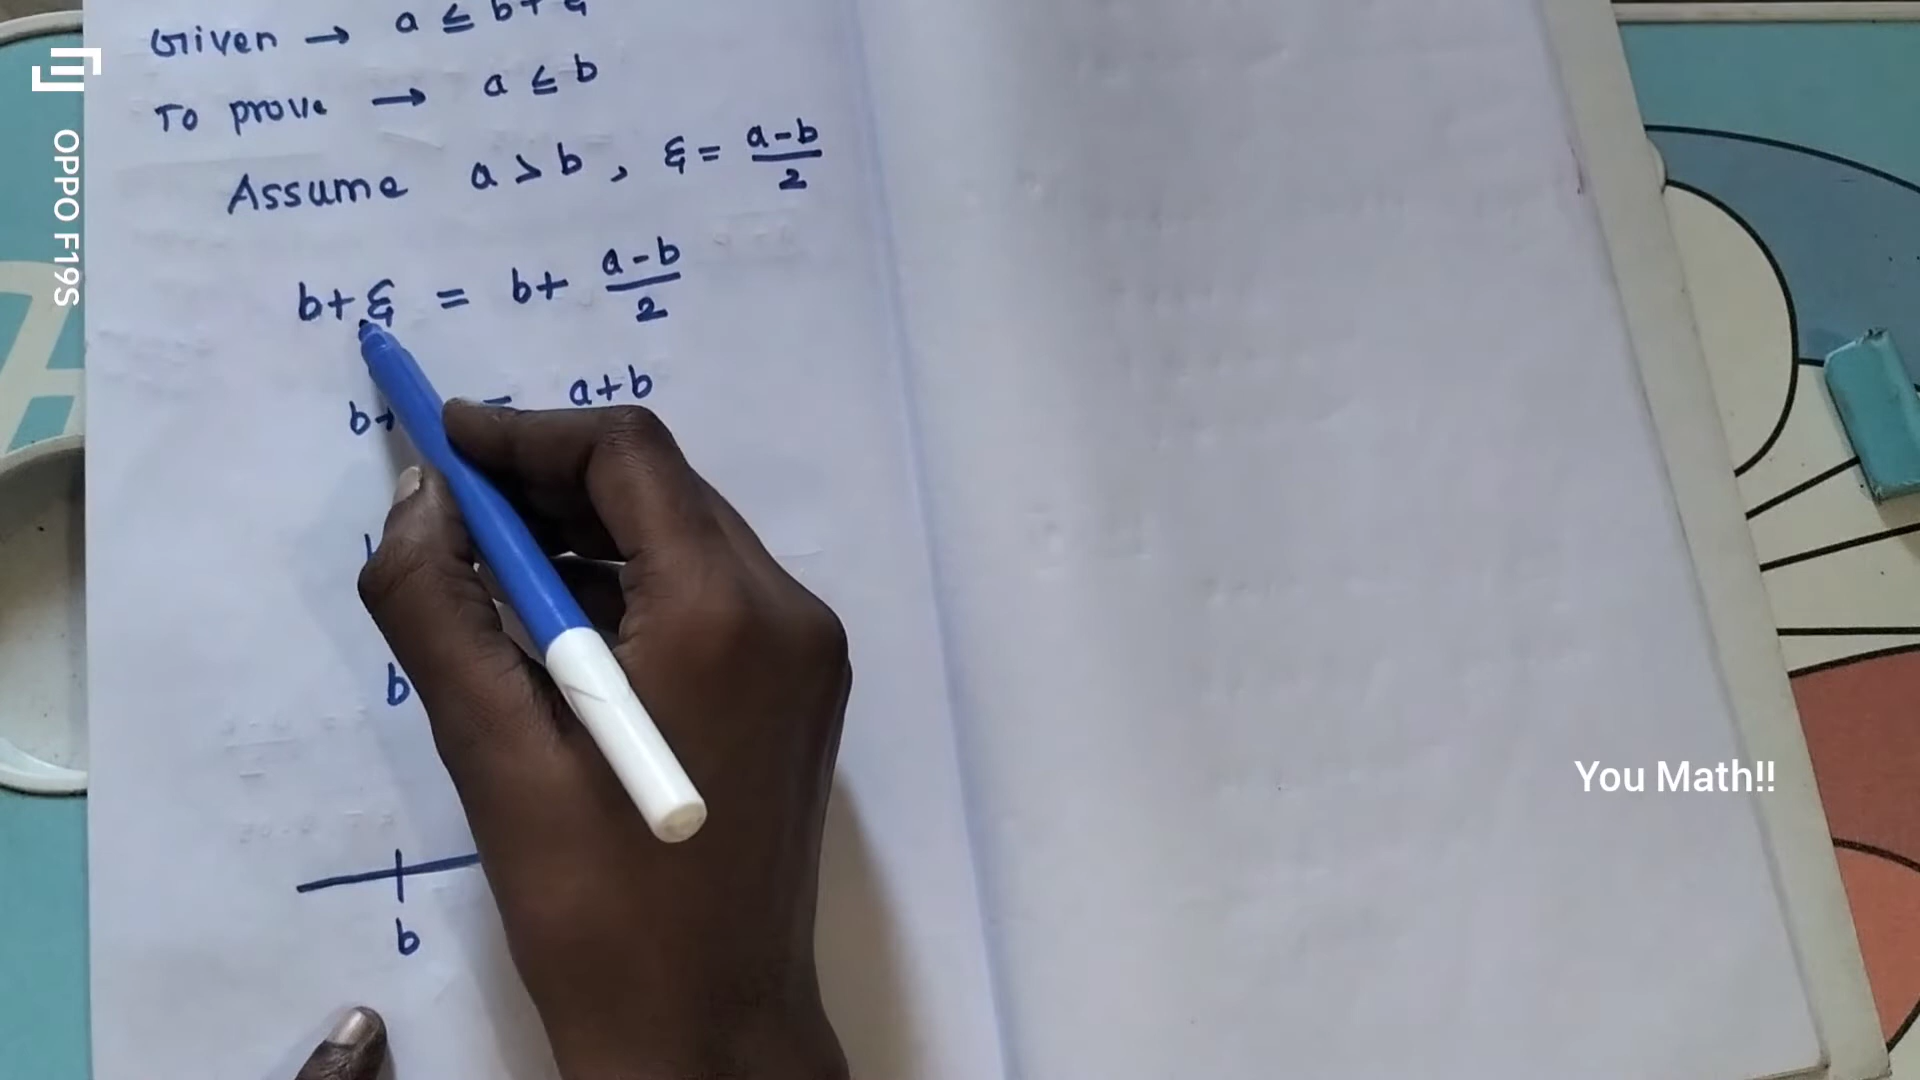 Given → a ≤ b + ε
To prove → a ≤ b
Assume a > b , ε = a-b/2
b+ε = b+ a-b/2
b+ = a+b
b
b
OPPO F19S
You Math!!